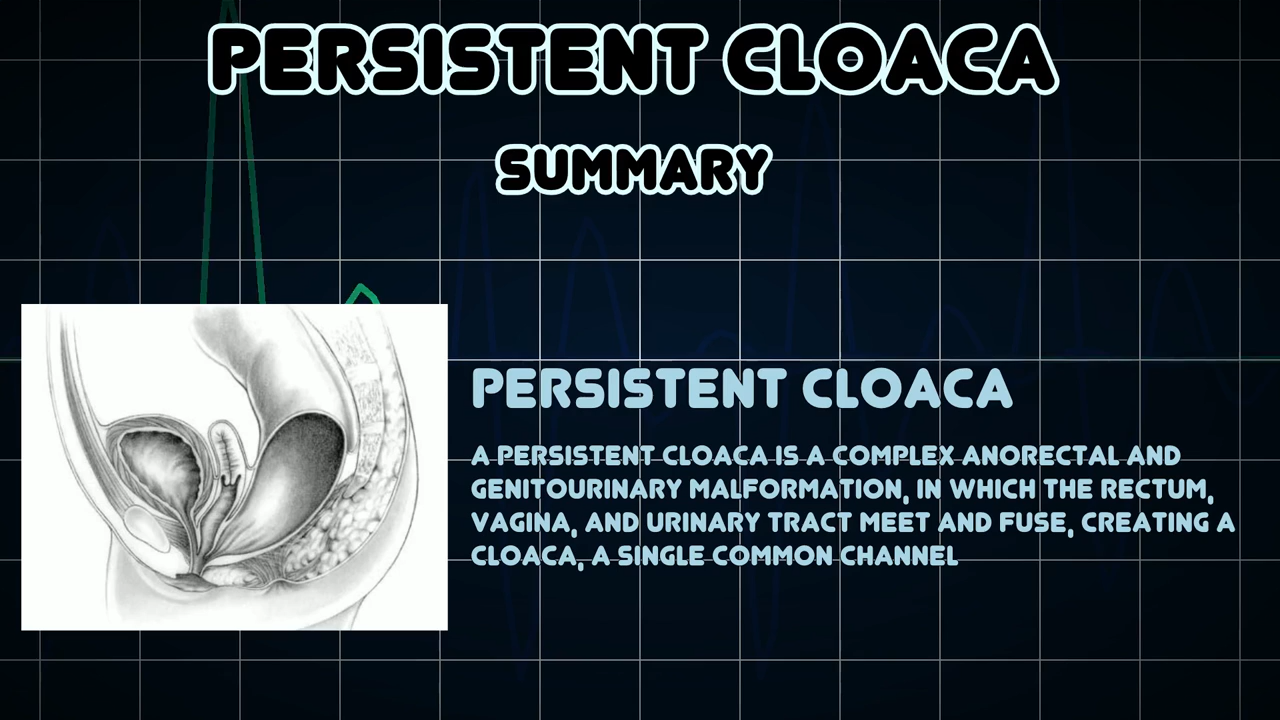 PERSISTENT CLOACA
SUMMARY
PERSISTENT CLOACA
A PERSISTENT CLOACA IS A COMPLEX ANORECTAL AND
GENITOURINARY MALFORMATION, IN WHICH THE RECTUM,
VAGINA, AND URINARY TRACT MEET AND FUSE, CREATING A
CLOACA, A SINGLE COMMON CHANNEL